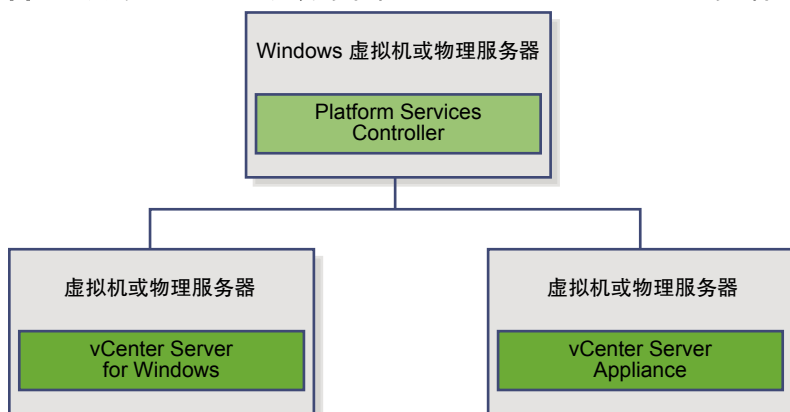 Windows 虚拟机或物理服务器
Platform Services
Controller
虚拟机或物理服务器
vCenter Server
for Windows
虚拟机或物理服务器
vCenter Server
Appliance